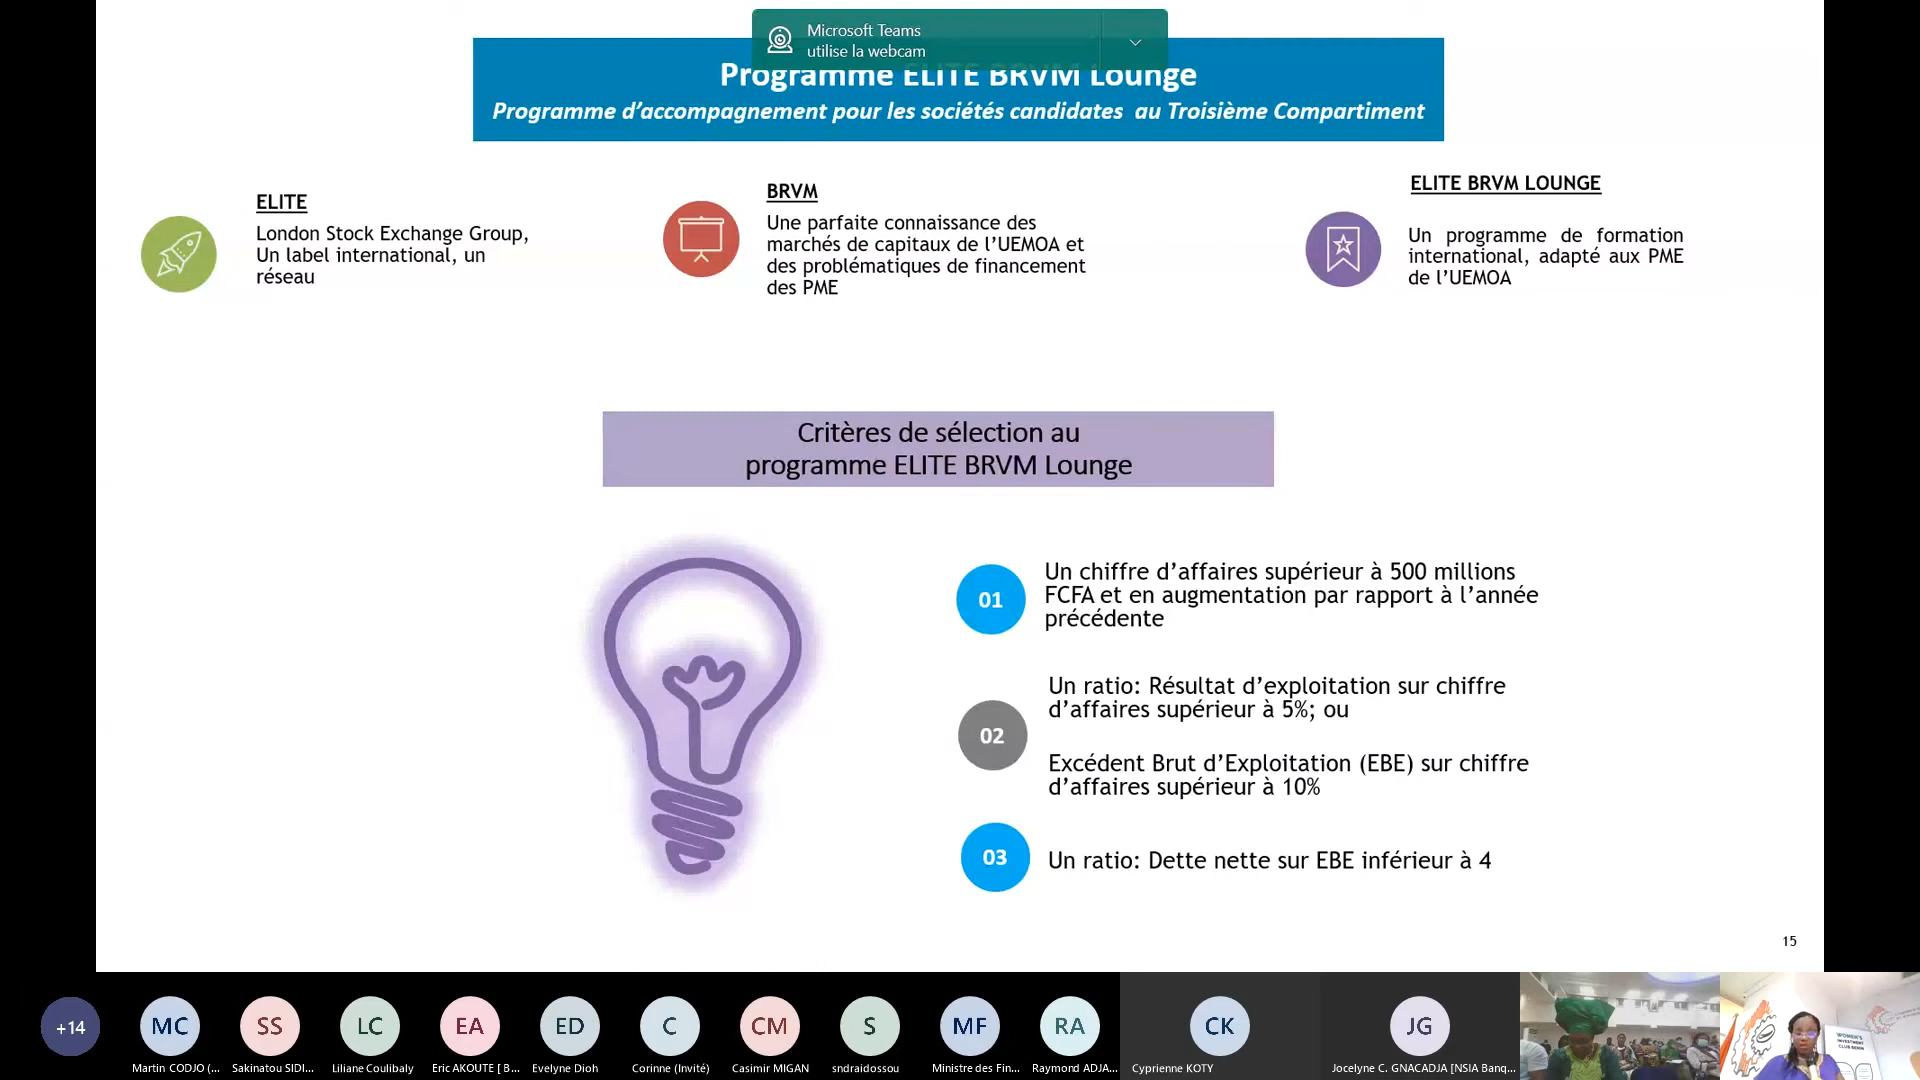 Microsoft Teams
utilise la webcam
Programme ELITE BRVM Lounge
Programme d’accompagnement pour les sociétés candidates au Troisième Compartiment
ELITE
London Stock Exchange Group,
Un label international, un
réseau
BRVM
Une parfaite connaissance des
marchés de capitaux de l’UEMOA et
des problématiques de financement
des PME
ELITE BRVM LOUNGE
Un programme de formation
international, adapté aux PME
de l’UEMOA
Critères de sélection au
programme ELITE BRVM Lounge
01
Un chiffre d’affaires supérieur à 500 millions
FCFA et en augmentation par rapport à l’année
précédente
02
Un ratio: Résultat d’exploitation sur chiffre
d’affaires supérieur à 5%; ou
Excédent Brut d’Exploitation (EBE) sur chiffre
d’affaires supérieur à 10%
03
Un ratio: Dette nette sur EBE inférieur à 4
15
+14
MC
SS
LC
EA
ED
C
CM
S
MF
RA
CK
JG
Martin CODJO (...
Sakinatou SIDI...
Liliane Coulibaly
Eric AKOUTE [ B...
Evelyne Dioh
Corinne (Invité)
Casimir MIGAN
sndraidossou
Ministre des Fin...
Raymond ADJA...
Cyprienne KOTY
Jocelyne C. GNACADJA [NSIA Banq...
WOMEN'S
INVESTMENT
CLUB BENIN